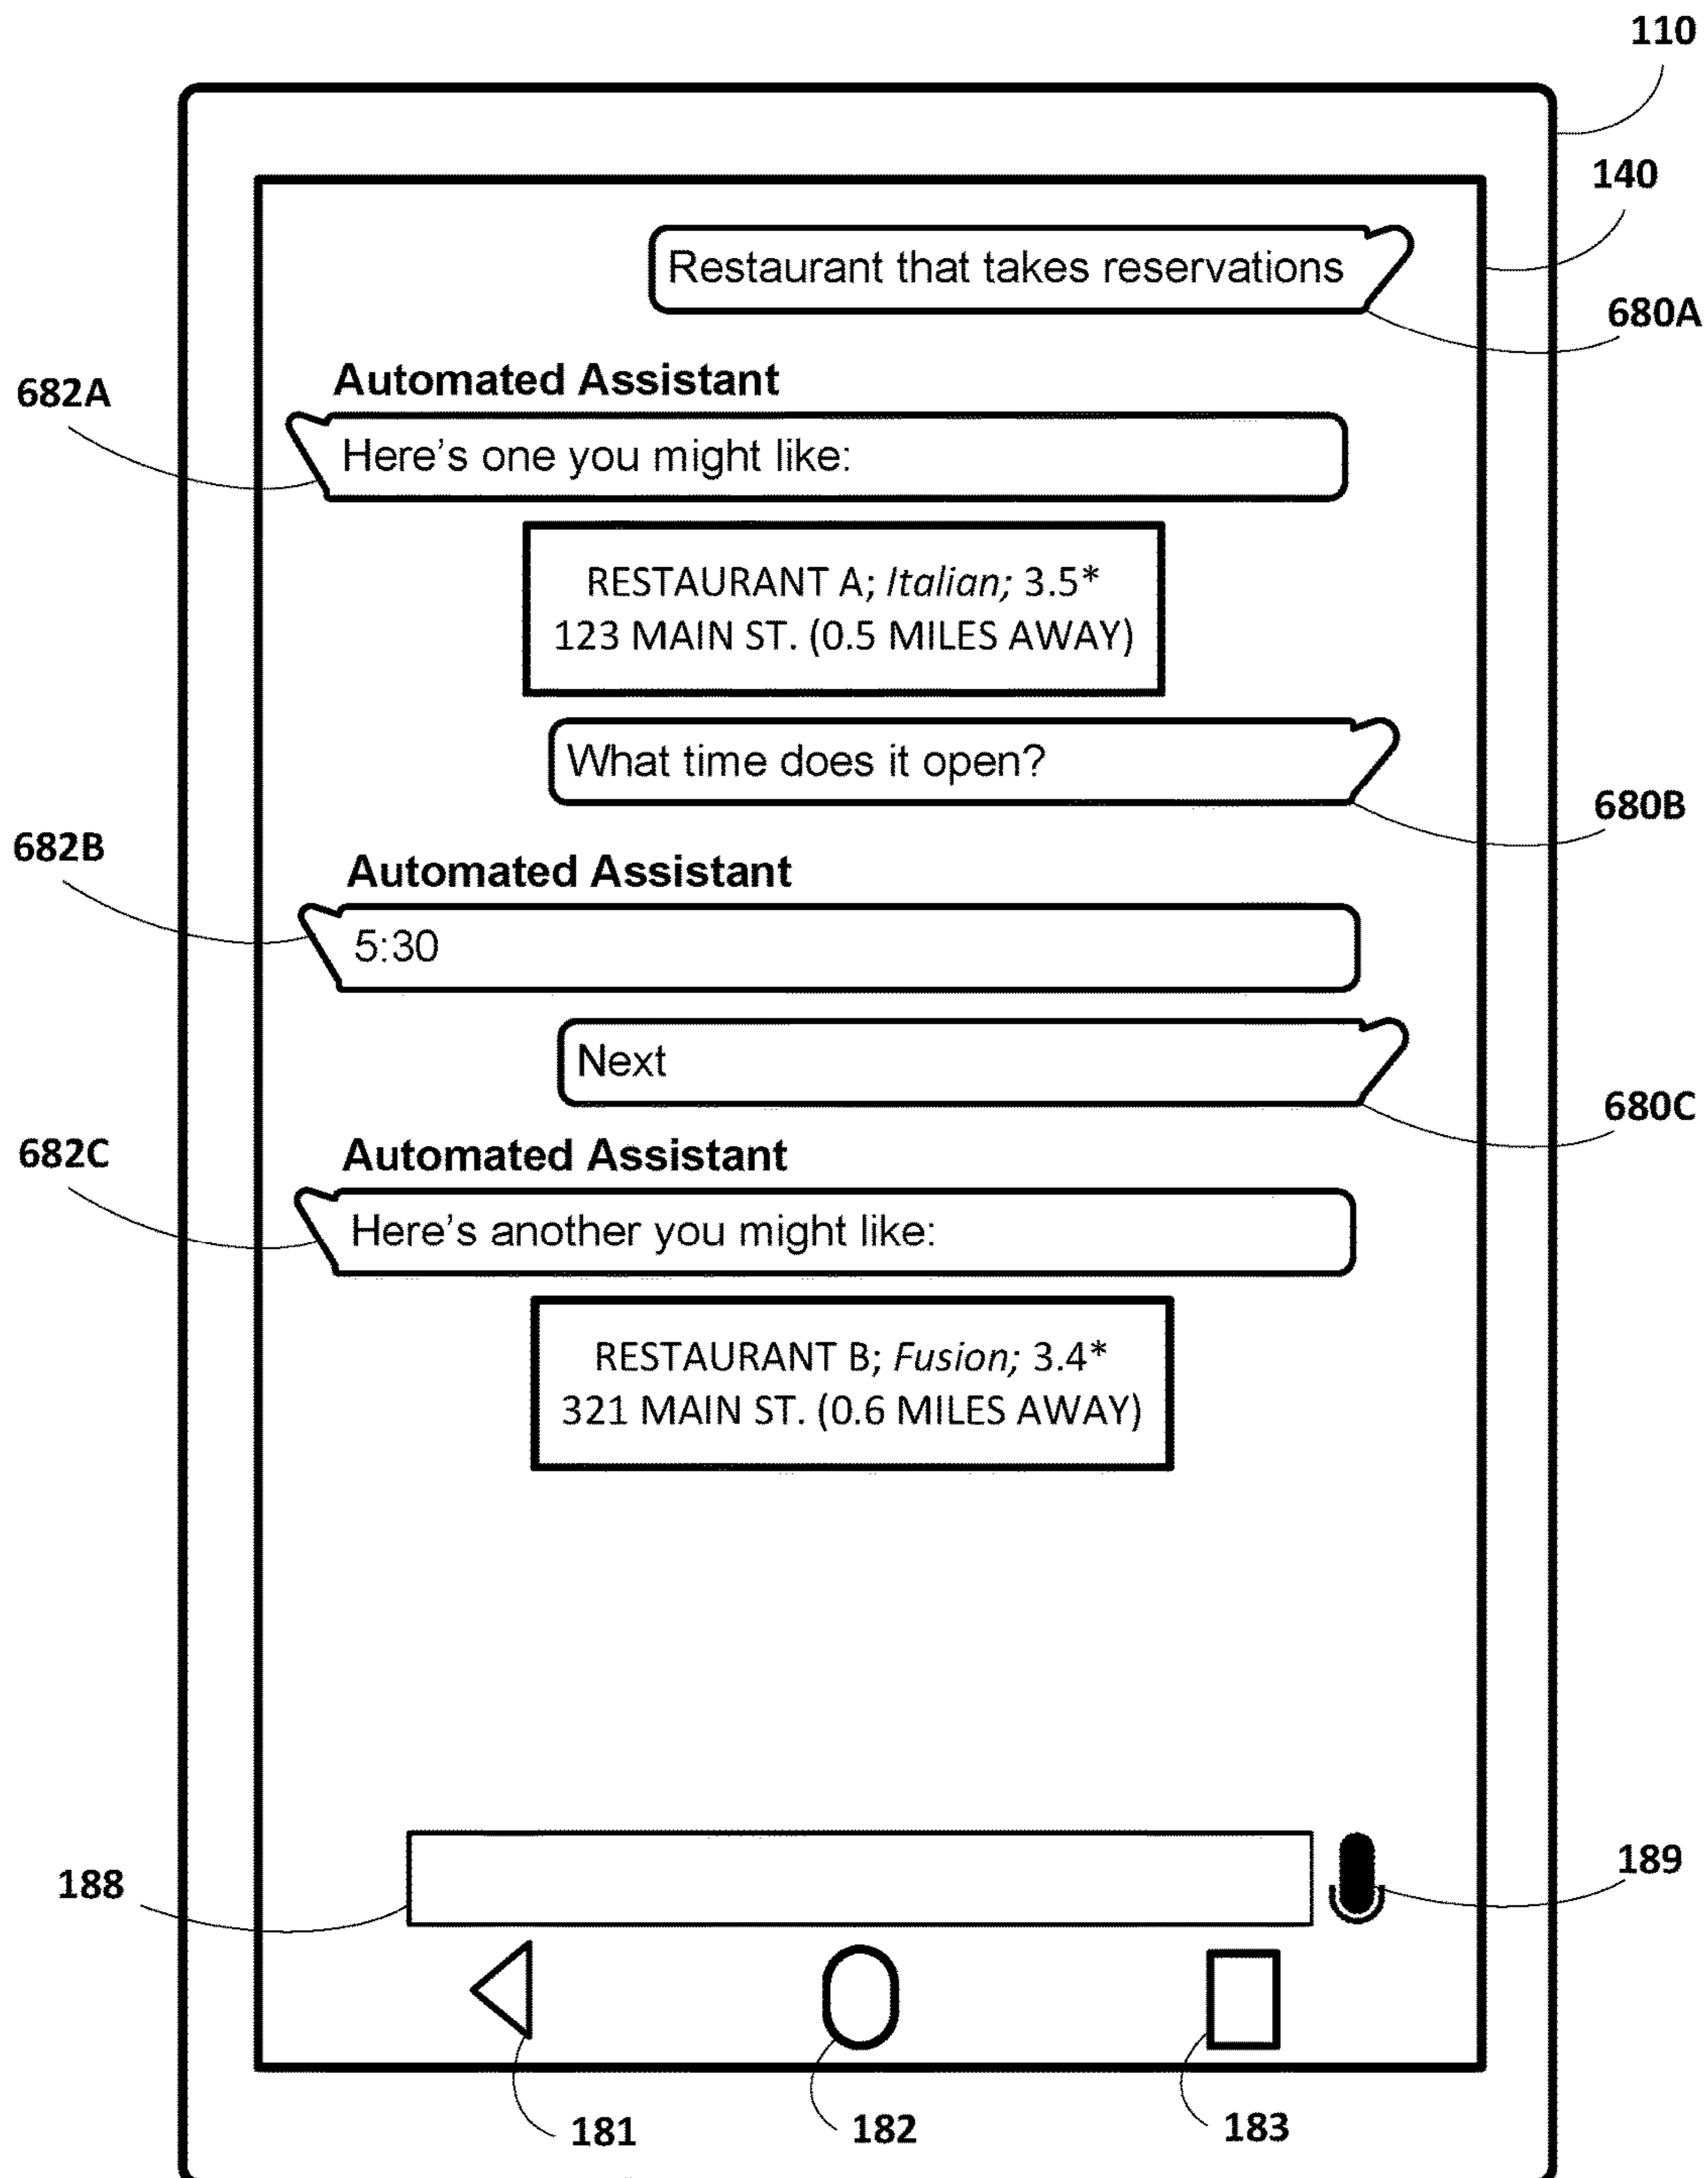 110
140
Restaurant that takes reservations
680A
Automated Assistant
682A
Here's one you might like:
RESTAURANT A; Italian; 3.5*
123 MAIN ST. (0.5 MILES AWAY)
What time does it open?
680B
682B
Automated Assistant
5:30
Next
680C
682C
Automated Assistant
Here's another you might like:
RESTAURANT B; Fusion; 3.4*
321 MAIN ST. (0.6 MILES AWAY)
188
189
181
182
183